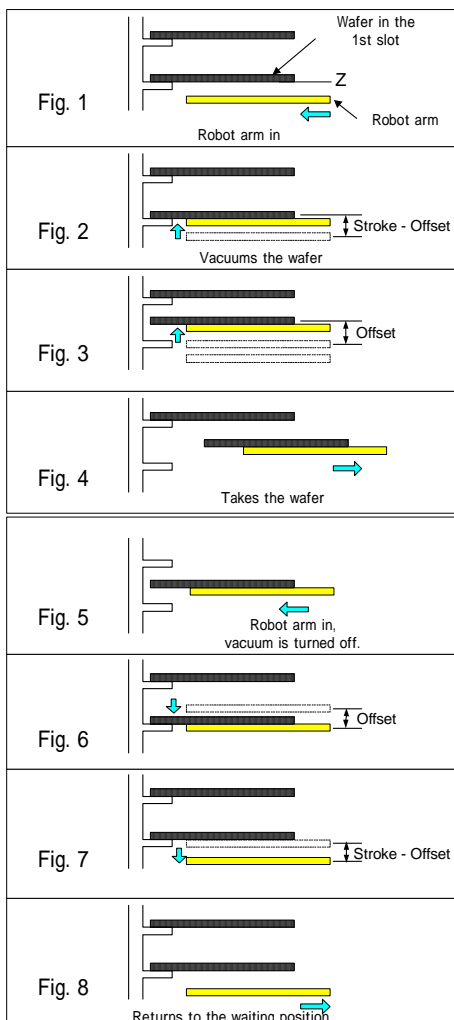 Wafer in the
1st slot
Z
Fig. 1
Robot arm
Robot arm in
Fig. 2
Stroke - Offset
Vacuums the wafer
Fig. 3
Offset
Fig. 4
Takes the wafer
Fig. 5
Robot arm in,
vacuum is turned off.
Fig. 6
Offset
Fig. 7
Stroke - Offset
Fig. 8
Returns to the waiting position